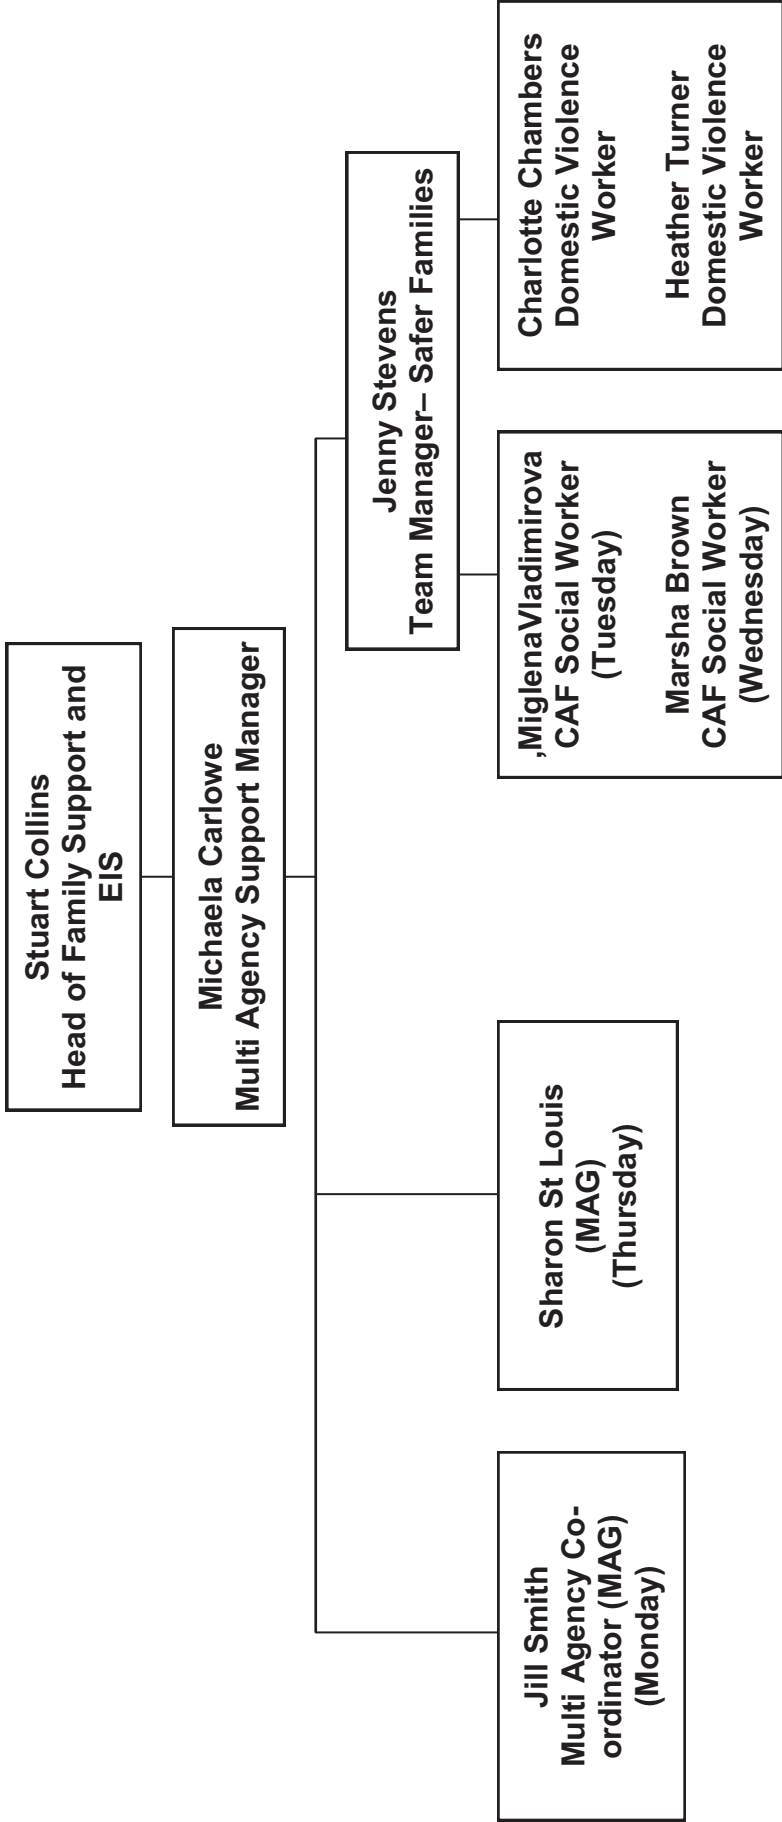 Stuart Collins
Head of Family Support and
EIS
Michaela Carlowe
Multi Agency Support Manager
Jill Smith
Multi Agency Co-
ordinator (MAG)
(Monday)
Sharon St Louis
(MAG)
(Thursday)
Jenny Stevens
Team Manager– Safer Families
,MiglenaVladimirova
CAF Social Worker
(Tuesday)
Marsha Brown
CAF Social Worker
(Wednesday)
Charlotte Chambers
Domestic Violence
Worker
Heather Turner
Domestic Violence
Worker